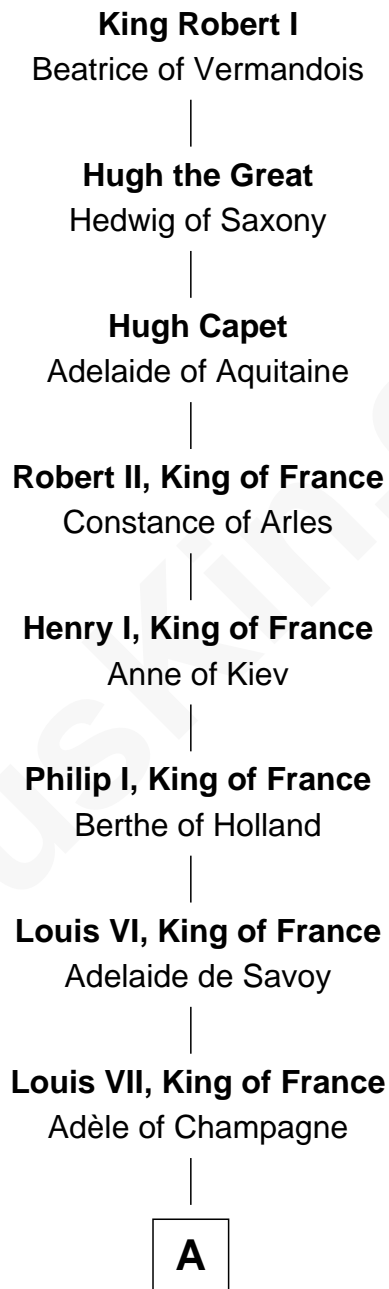 King Robert I
Beatrice of Vermandois
Hugh the Great
Hedwig of Saxony
Hugh Capet
Adelaide of Aquitaine
Robert II, King of France
Constance of Arles
Henry I, King of France
Anne of Kiev
Philip I, King of France
Berthe of Holland
Louis VI, King of France
Adelaide de Savoy
Louis VII, King of France
Adèle of Champagne
A